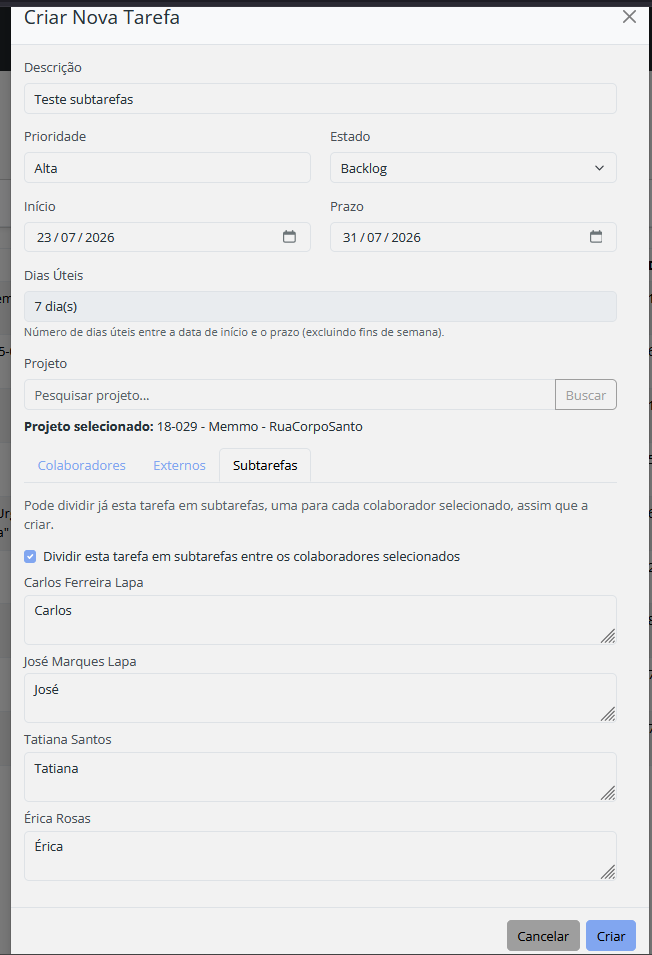 Criar Nova Tarefa
Descrição
Teste subtarefas
Prioridade
Estado
Alta
Backlog
Início
Prazo
23/07/2026
31/07/2026
Dias Úteis
7 dia(s)
Número de dias úteis entre a data de início e o prazo (excluindo fins de semana).
Projeto
Pesquisar projeto...
Buscar
Projeto selecionado: 18-029 - Memmo - RuaCorpoSanto
Colaboradores
Externos
Subtarefas
Pode dividir já esta tarefa em subtarefas, uma para cada colaborador selecionado, assim que a
criar.
Dividir esta tarefa em subtarefas entre os colaboradores selecionados
Carlos Ferreira Lapa
Carlos
José Marques Lapa
José
Tatiana Santos
Tatiana
Érica Rosas
Érica
Cancelar
Criar